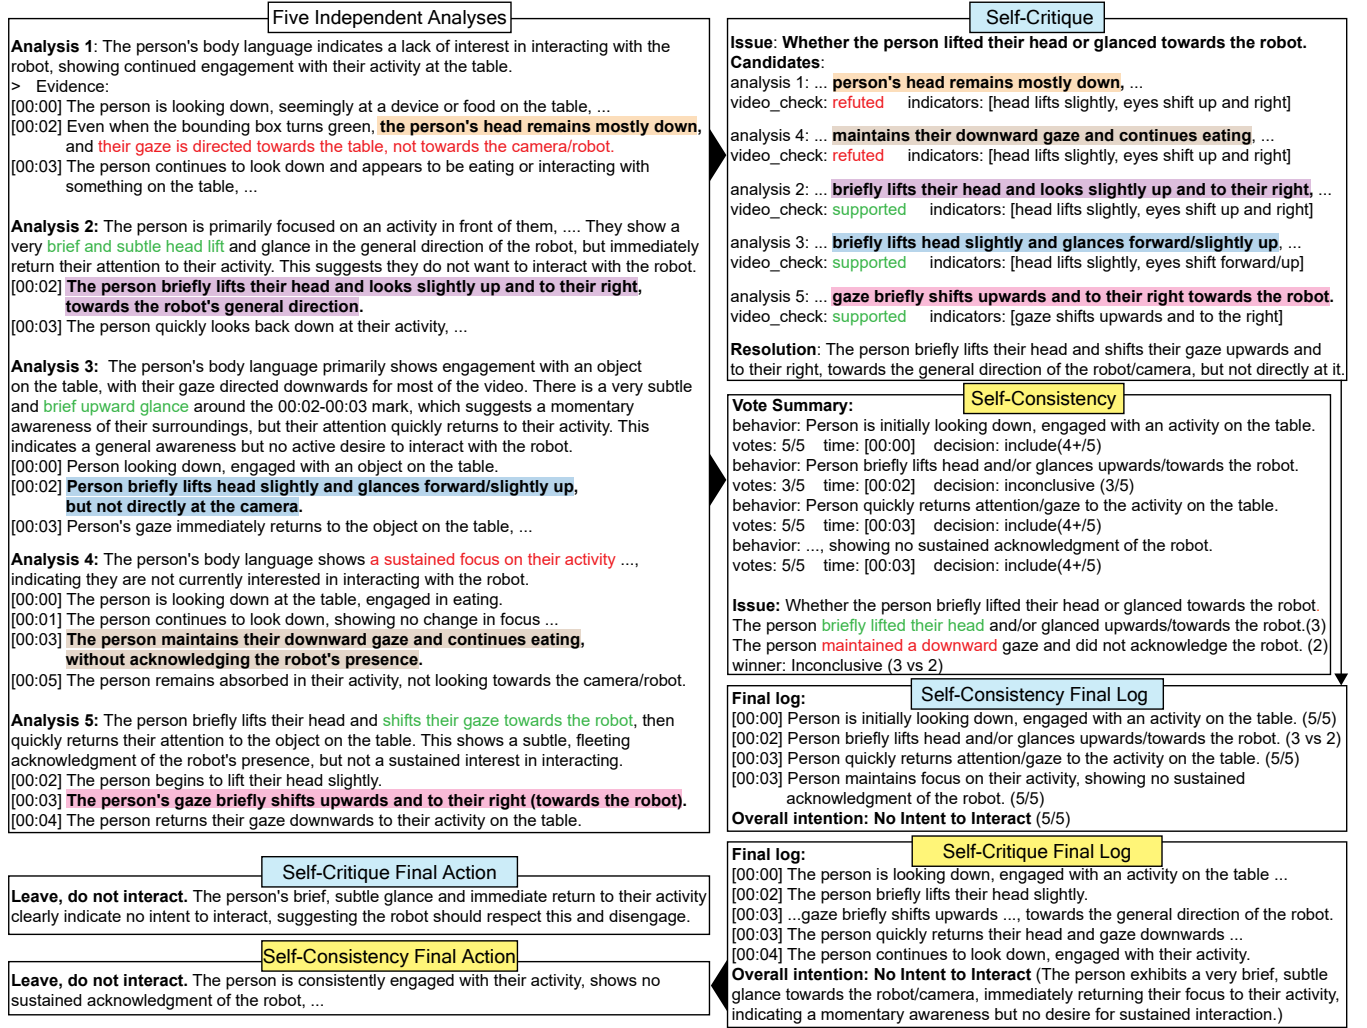 Five Independent Analyses
Analysis 1: The person's body language indicates a lack of interest in interacting with the
robot, showing continued engagement with their activity at the table.
> Evidence:
[00:00] The person is looking down, seemingly at a device or food on the table, ...
[00:02] Even when the bounding box turns green, the person's head remains mostly down,
and their gaze is directed towards the table, not towards the camera/robot.
[00:03] The person continues to look down and appears to be eating or interacting with
something on the table, ...
Analysis 2: The person is primarily focused on an activity in front of them, .... They show a
very brief and subtle head lift and glance in the general direction of the robot, but immediately
return their attention to their activity. This suggests they do not want to interact with the robot.
[00:02] The person briefly lifts their head and looks slightly up and to their right,
towards the robot's general direction.
[00:03] The person quickly looks back down at their activity, ...
Analysis 3: The person's body language primarily shows engagement with an object
on the table, with their gaze directed downwards for most of the video. There is a very subtle
and brief upward glance around the 00:02-00:03 mark, which suggests a momentary
awareness of their surroundings, but their attention quickly returns to their activity. This
indicates a general awareness but no active desire to interact with the robot.
[00:00] Person looking down, engaged with an object on the table.
[00:02] Person briefly lifts head slightly and glances forward/slightly up,
but not directly at the camera.
[00:03] Person's gaze immediately returns to the object on the table, ...
Analysis 4: The person's body language shows a sustained focus on their activity ...,
indicating they are not currently interested in interacting with the robot.
[00:00] The person is looking down at the table, engaged in eating.
[00:01] The person continues to look down, showing no change in focus ...
[00:03] The person maintains their downward gaze and continues eating,
without acknowledging the robot's presence.
[00:05] The person remains absorbed in their activity, not looking towards the camera/robot.
Analysis 5: The person briefly lifts their head and shifts their gaze towards the robot, then
quickly returns their attention to the object on the table. This shows a subtle, fleeting
acknowledgment of the robot's presence, but not a sustained interest in interacting.
[00:02] The person begins to lift their head slightly.
[00:03] The person's gaze briefly shifts upwards and to their right (towards the robot).
[00:04] The person returns their gaze downwards to their activity on the table.
Self-Critique
Issue: Whether the person lifted their head or glanced towards the robot.
Candidates:
analysis 1: ... person's head remains mostly down, ...
video_check: refuted indicators: [head lifts slightly, eyes shift up and right]
analysis 4: ... maintains their downward gaze and continues eating, ...
video_check: refuted indicators: [head lifts slightly, eyes shift up and right]
analysis 2: ... briefly lifts their head and looks slightly up and to their right, ...
video_check: supported indicators: [head lifts slightly, eyes shift up and right]
analysis 3: ... briefly lifts head slightly and glances forward/slightly up, ...
video_check: supported indicators: [head lifts slightly, eyes shift forward/up]
analysis 5: ... gaze briefly shifts upwards and to their right towards the robot.
video_check: supported indicators: [gaze shifts upwards and to the right]
Resolution: The person briefly lifts their head and shifts their gaze upwards and
to their right, towards the general direction of the robot/camera, but not directly at it.
Self-Consistency
Vote Summary:
behavior: Person is initially looking down, engaged with an activity on the table.
votes: 5/5 time: [00:00] decision: include(4+/5)
behavior: Person briefly lifts head and/or glances upwards/towards the robot.
votes: 3/5 time: [00:02] decision: inconclusive (3/5)
behavior: Person quickly returns attention/gaze to the activity on the table.
votes: 5/5 time: [00:03] decision: include(4+/5)
behavior: ..., showing no sustained acknowledgment of the robot.
votes: 5/5 time: [00:03] decision: include(4+/5)
Issue: Whether the person briefly lifted their head or glanced towards the robot.
The person briefly lifted their head and/or glanced upwards/towards the robot.(3)
The person maintained a downward gaze and did not acknowledge the robot. (2)
winner: Inconclusive (3 vs 2)
Self-Consistency Final Log
Final log:
[00:00] Person is initially looking down, engaged with an activity on the table. (5/5)
[00:02] Person briefly lifts head and/or glances upwards/towards the robot. (3 vs 2)
[00:03] Person quickly returns attention/gaze to the activity on the table. (5/5)
[00:03] Person maintains focus on their activity, showing no sustained
acknowledgment of the robot. (5/5)
Overall intention: No Intent to Interact (5/5)
Self-Critique Final Log
Final log:
[00:00] The person is looking down, engaged with an activity on the table ...
[00:02] The person briefly lifts their head slightly.
[00:03] ...gaze briefly shifts upwards ..., towards the general direction of the robot.
[00:03] The person quickly returns their head and gaze downwards ...
[00:04] The person continues to look down, engaged with their activity.
Overall intention: No Intent to Interact (The person exhibits a very brief, subtle
glance towards the robot/camera, immediately returning their focus to their activity,
indicating a momentary awareness but no desire for sustained interaction.)
Self-Critique Final Action
Leave, do not interact. The person's brief, subtle glance and immediate return to their activity
clearly indicate no intent to interact, suggesting the robot should respect this and disengage.
Self-Consistency Final Action
Leave, do not interact. The person is consistently engaged with their activity, shows no
sustained acknowledgment of the robot, ...